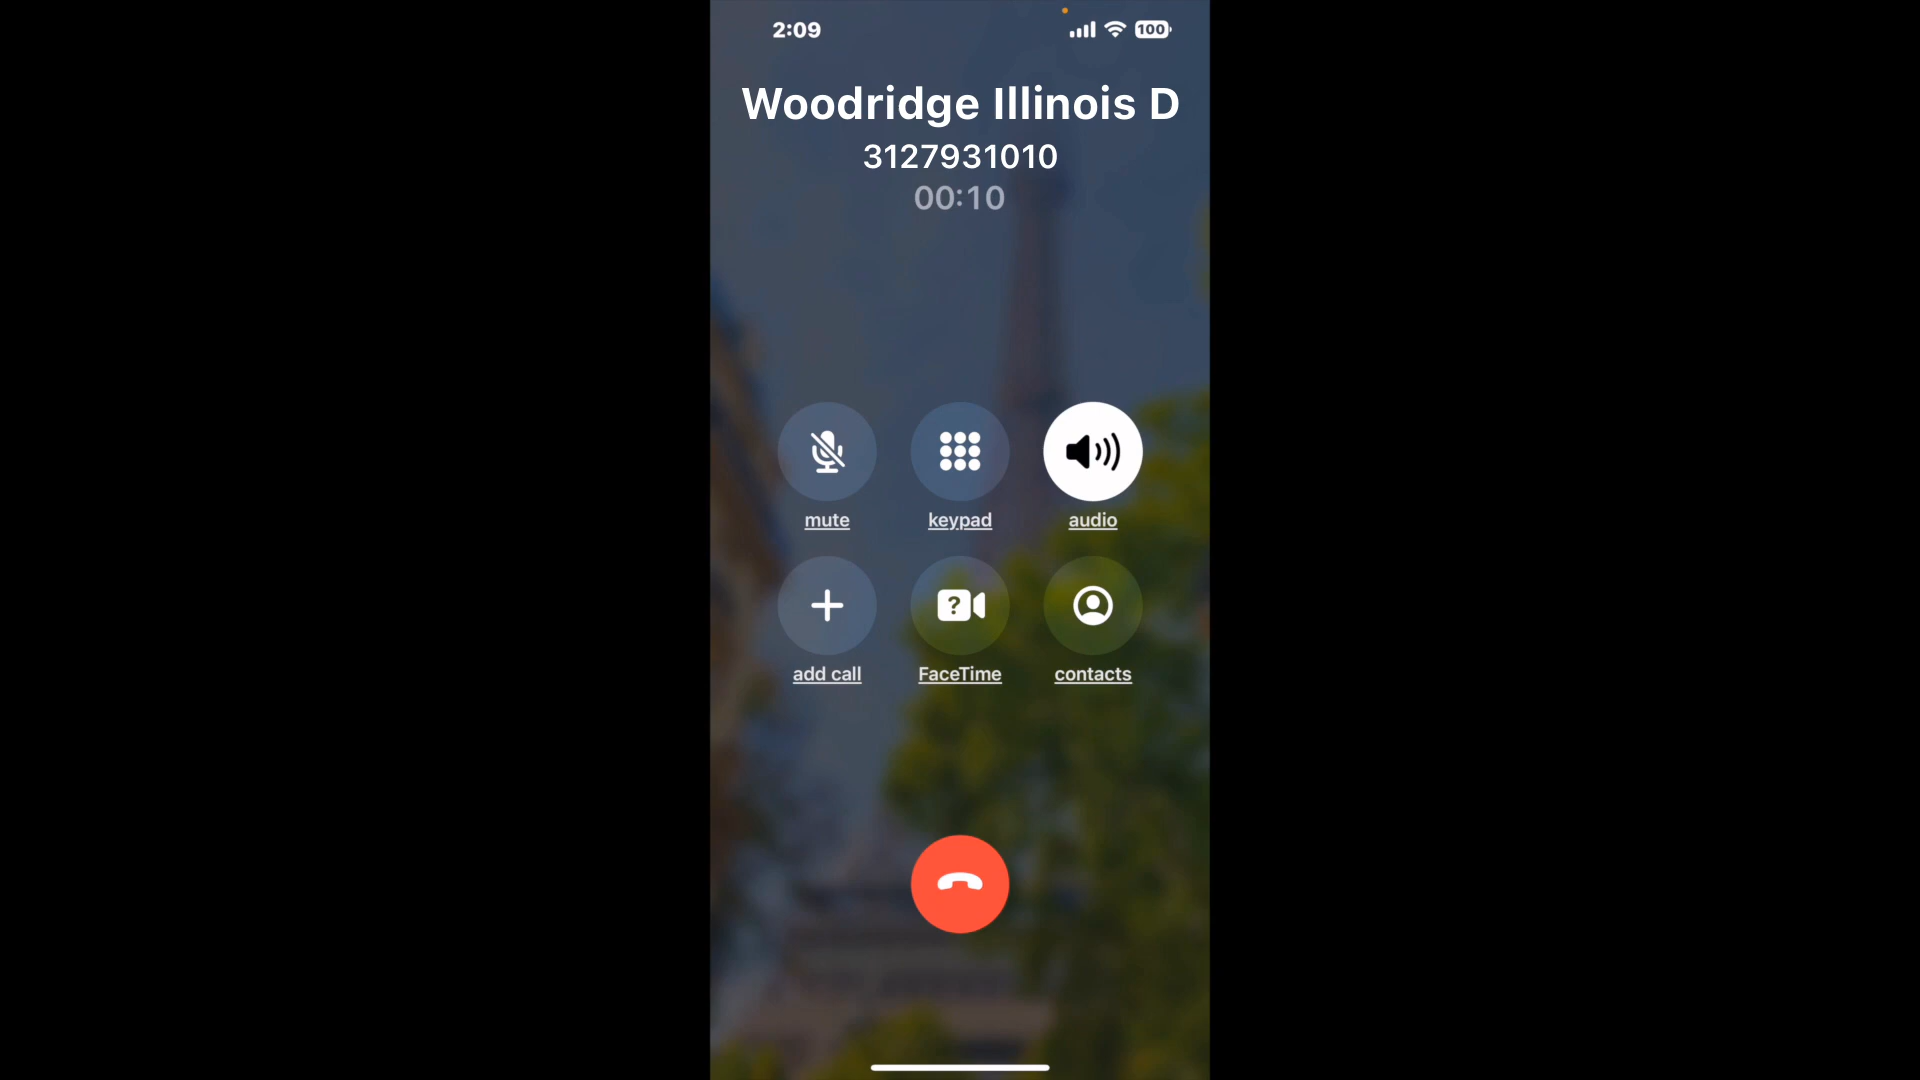 2:09
100
Woodridge Illinois D
3127931010
00:10
mute
keypad
audio
?
add call
FaceTime
contacts